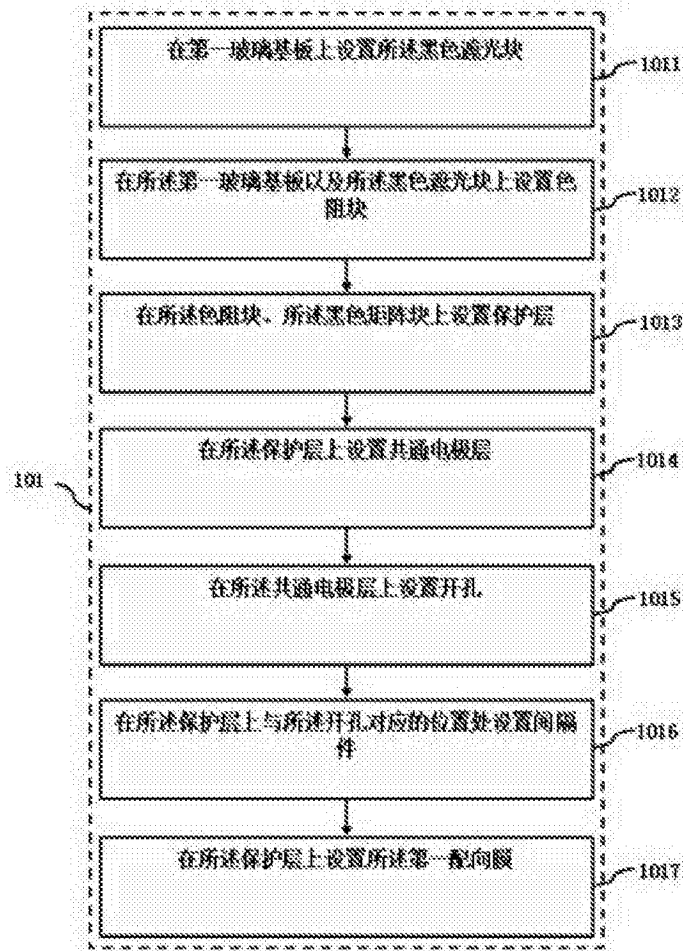 在第一玻璃基板上设置所述黑色遮光块
1011
在所述第一玻璃基板以及所述黑色遮光块上设置色
阻块
1012
在所述色阻块、所述黑色矩阵块上设置保护层
1013
在所述保护层上设置共通电极层
1014
101
在所述共通电极层上设置开孔
1015
在所述保护层上与所述开孔对应的位置处设置间隔
件
1016
在所述保护层上设置所述第一配向膜
1017